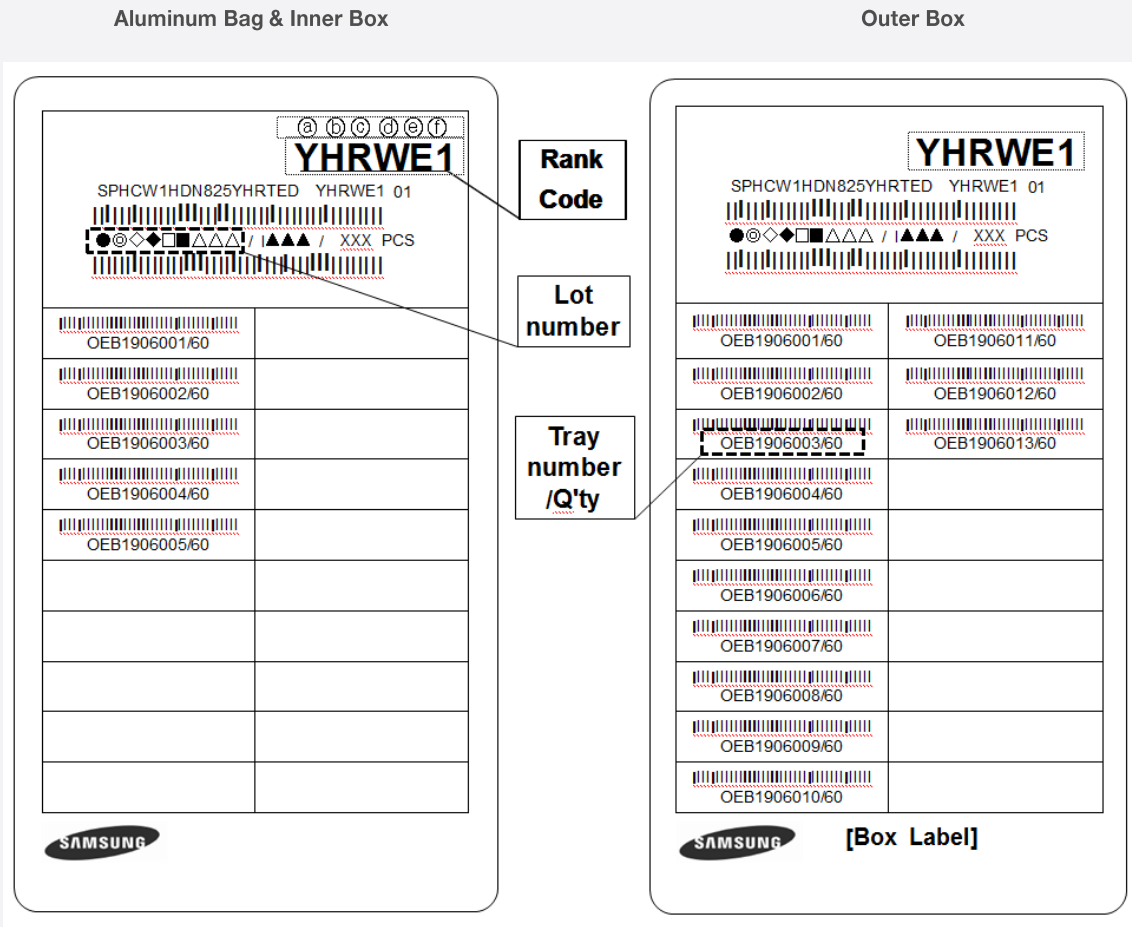 Aluminum Bag & Inner Box
ⓐ ⓑ ⓒ ⓓ ⓔ ⓕ
YHRWE1
SPHCW1HDN825YHRTED YHRWE1 01
●◎◇◆□■△△△ / I▲▲▲ / XXX PCS
OEB1906001/60
OEB1906002/60
OEB1906003/60
OEB1906004/60
OEB1906005/60
SAMSUNG
Rank
Code
Lot
number
Tray
number
/Q'ty
Outer Box
YHRWE1
SPHCW1HDN825YHRTED YHRWE1 01
●◎◇◆□■△△△ / I▲▲▲ / XXX PCS
OEB1906001/60 OEB1906011/60
OEB1906002/60 OEB1906012/60
OEB1906003/60 OEB1906013/60
OEB1906004/60
OEB1906005/60
OEB1906006/60
OEB1906007/60
OEB1906008/60
OEB1906009/60
OEB19060010/60
SAMSUNG
[Box Label]